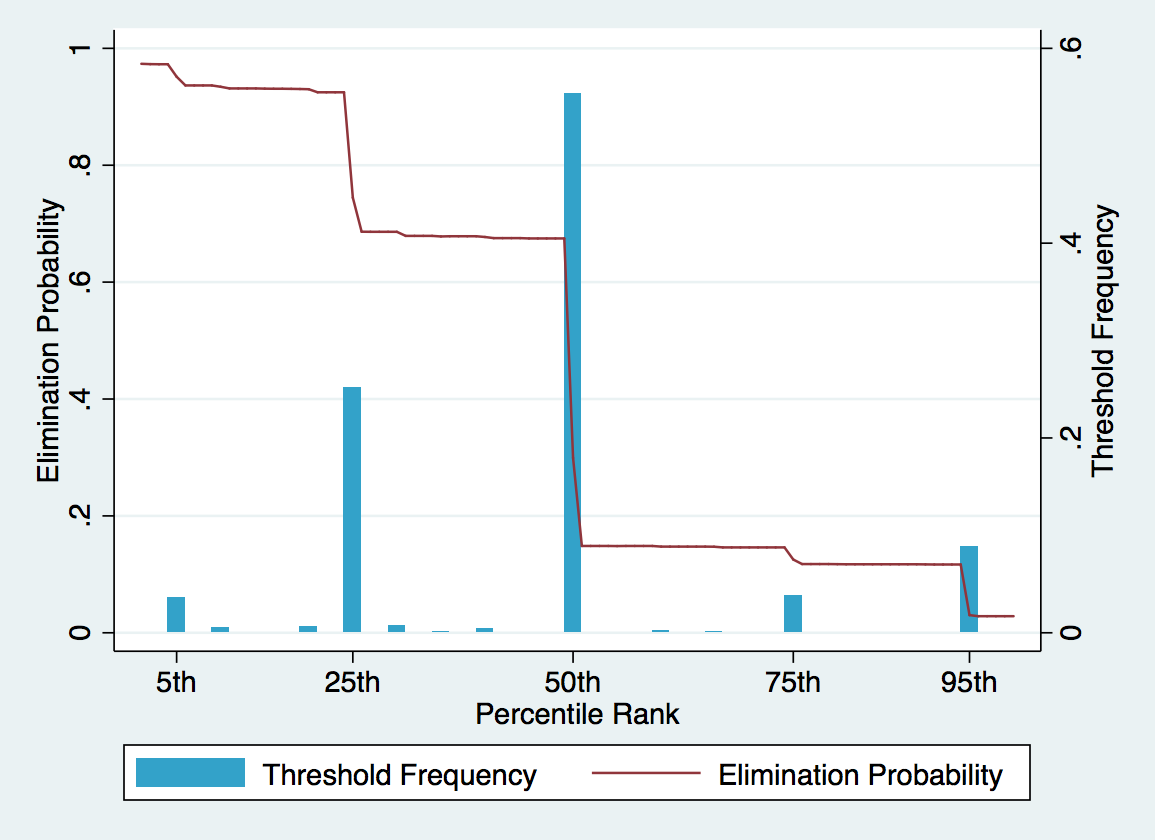 Elimination Probability
1
.8
.6
.4
.2
0
.6
.4
.2
0
Threshold Frequency
5th 25th 50th 75th 95th
Percentile Rank
Threshold Frequency Elimination Probability